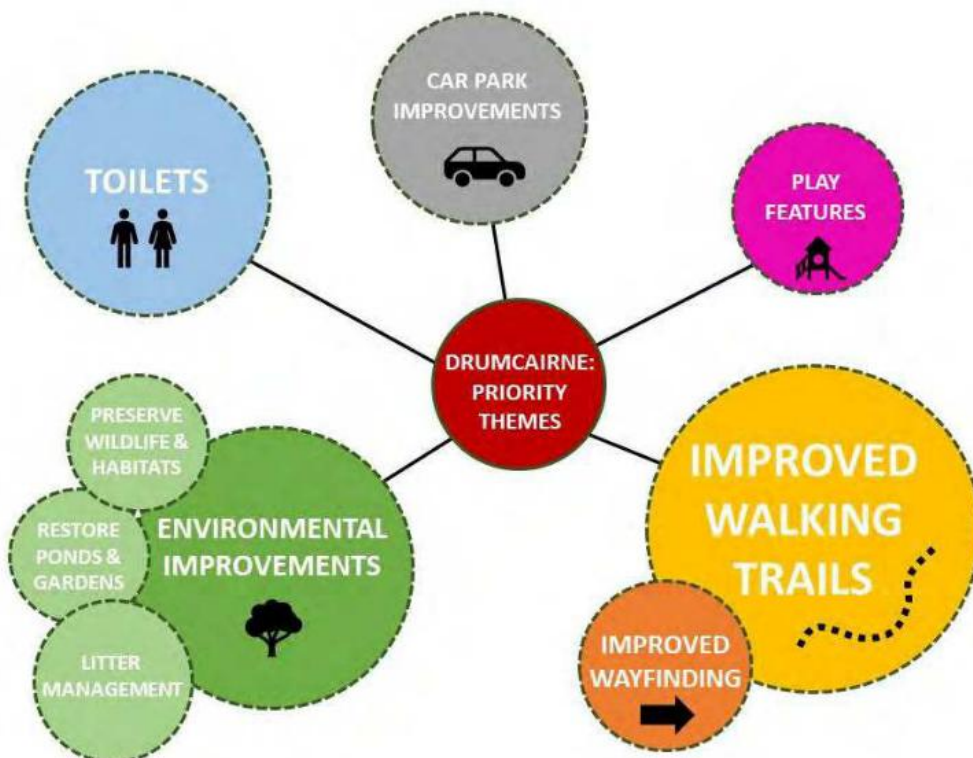 CAR PARK
IMPROVEMENTS
TOILETS
PLAY
FEATURES
DRUMCAIRNE:
PRIORITY
THEMES
PRESERVE
WILDLIFE &
HABITATS
RESTORE
PONDS &
GARDENS
LITTER
MANAGEMENT
ENVIRONMENTAL
IMPROVEMENTS
IMPROVED
WALKING
TRAILS
IMPROVED
WAYFINDING